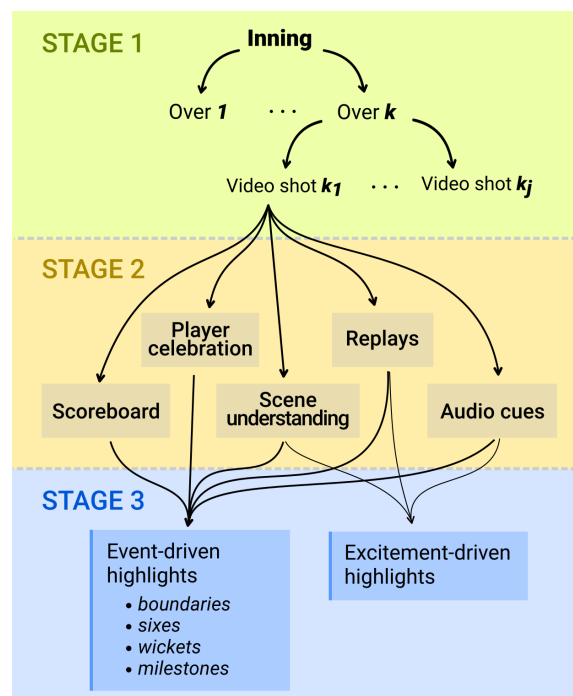 STAGE 1
Inning
Over 1 ... Over k
Video shot k1 ... Video shot kj
STAGE 2
Player
celebration
Replays
Scoreboard
Scene
understanding
Audio cues
STAGE 3
Event-driven
highlights
• boundaries
• sixes
• wickets
• milestones
Excitement-driven
highlights